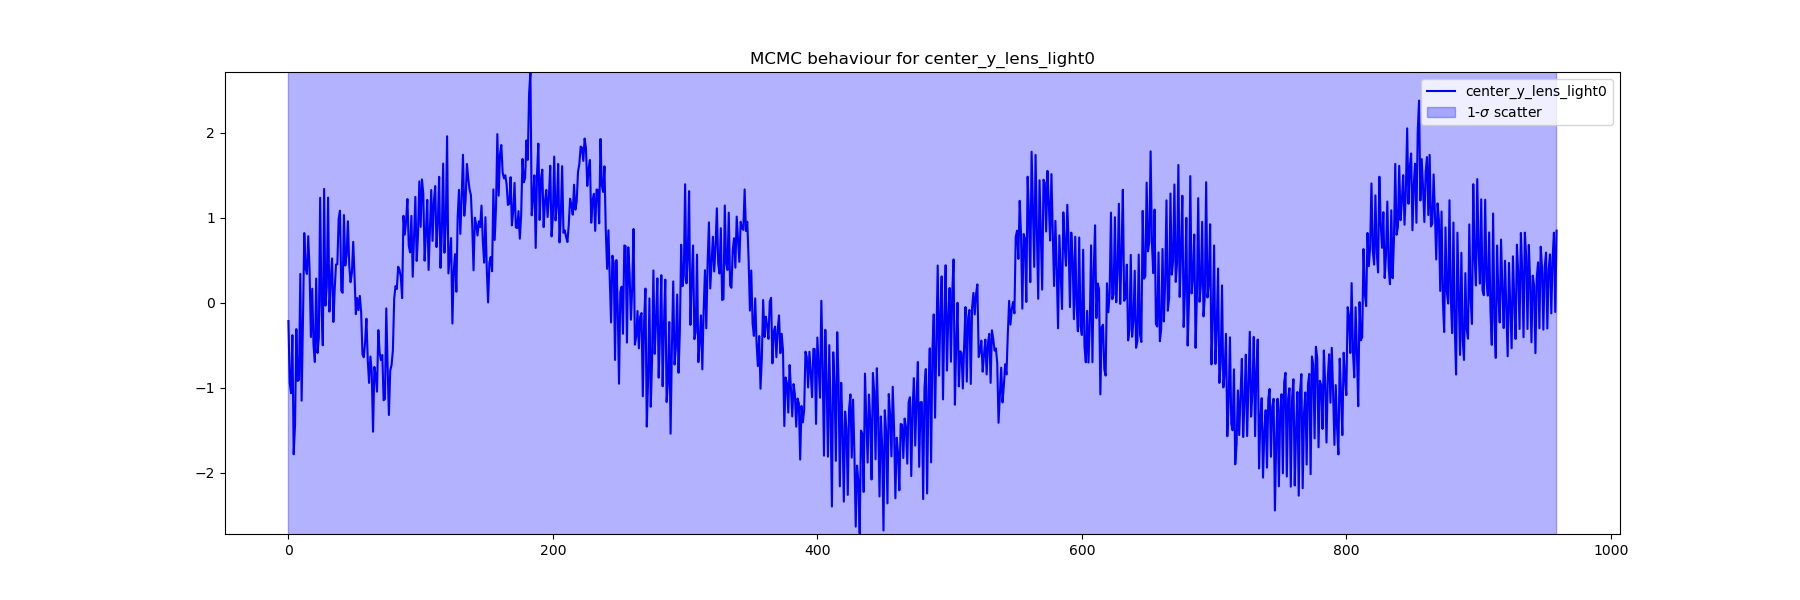 MCMC behaviour for center_y_lens_light0
center_y_lens_light0
1-σ scatter
2
1
0
−1
−2
0 200 400 600 800 1000